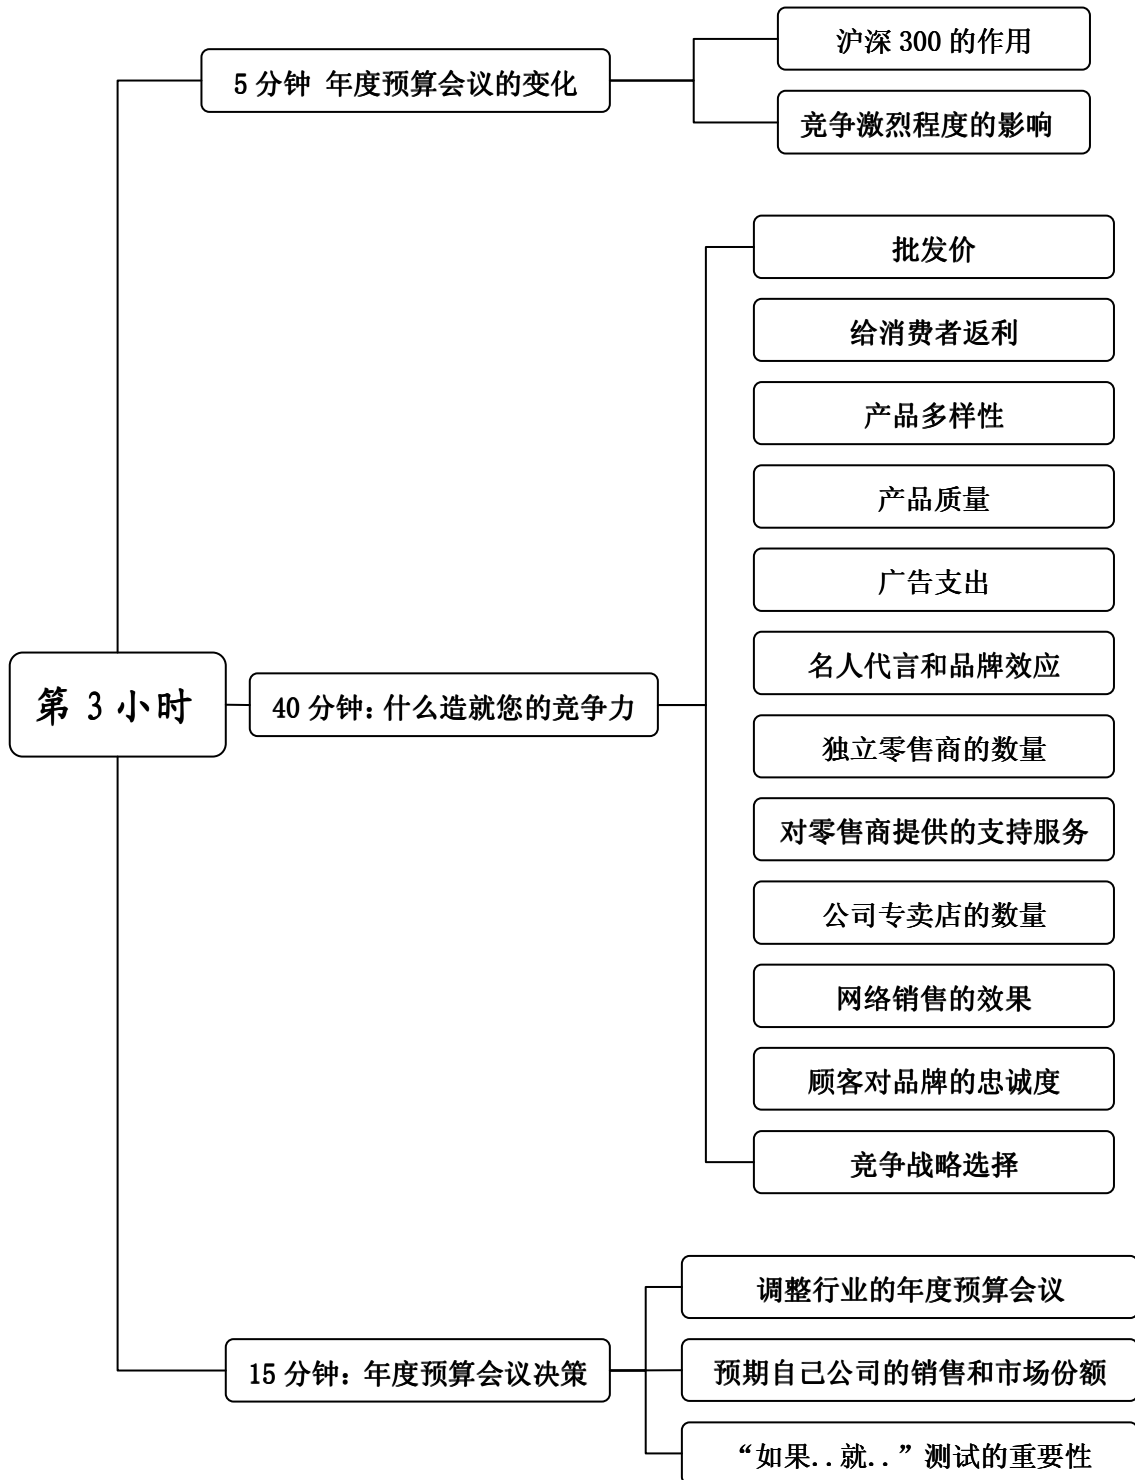 第 3 小时
5 分钟 年度预算会议的变化
沪深 300 的作用
竞争激烈程度的影响
40 分钟：什么造就您的竞争力
批发价
给消费者返利
产品多样性
产品质量
广告支出
名人代言和品牌效应
独立零售商的数量
对零售商提供的支持服务
公司专卖店的数量
网络销售的效果
顾客对品牌的忠诚度
竞争战略选择
15 分钟：年度预算会议决策
调整行业的年度预算会议
预期自己公司的销售和市场份额
“如果..就..”测试的重要性